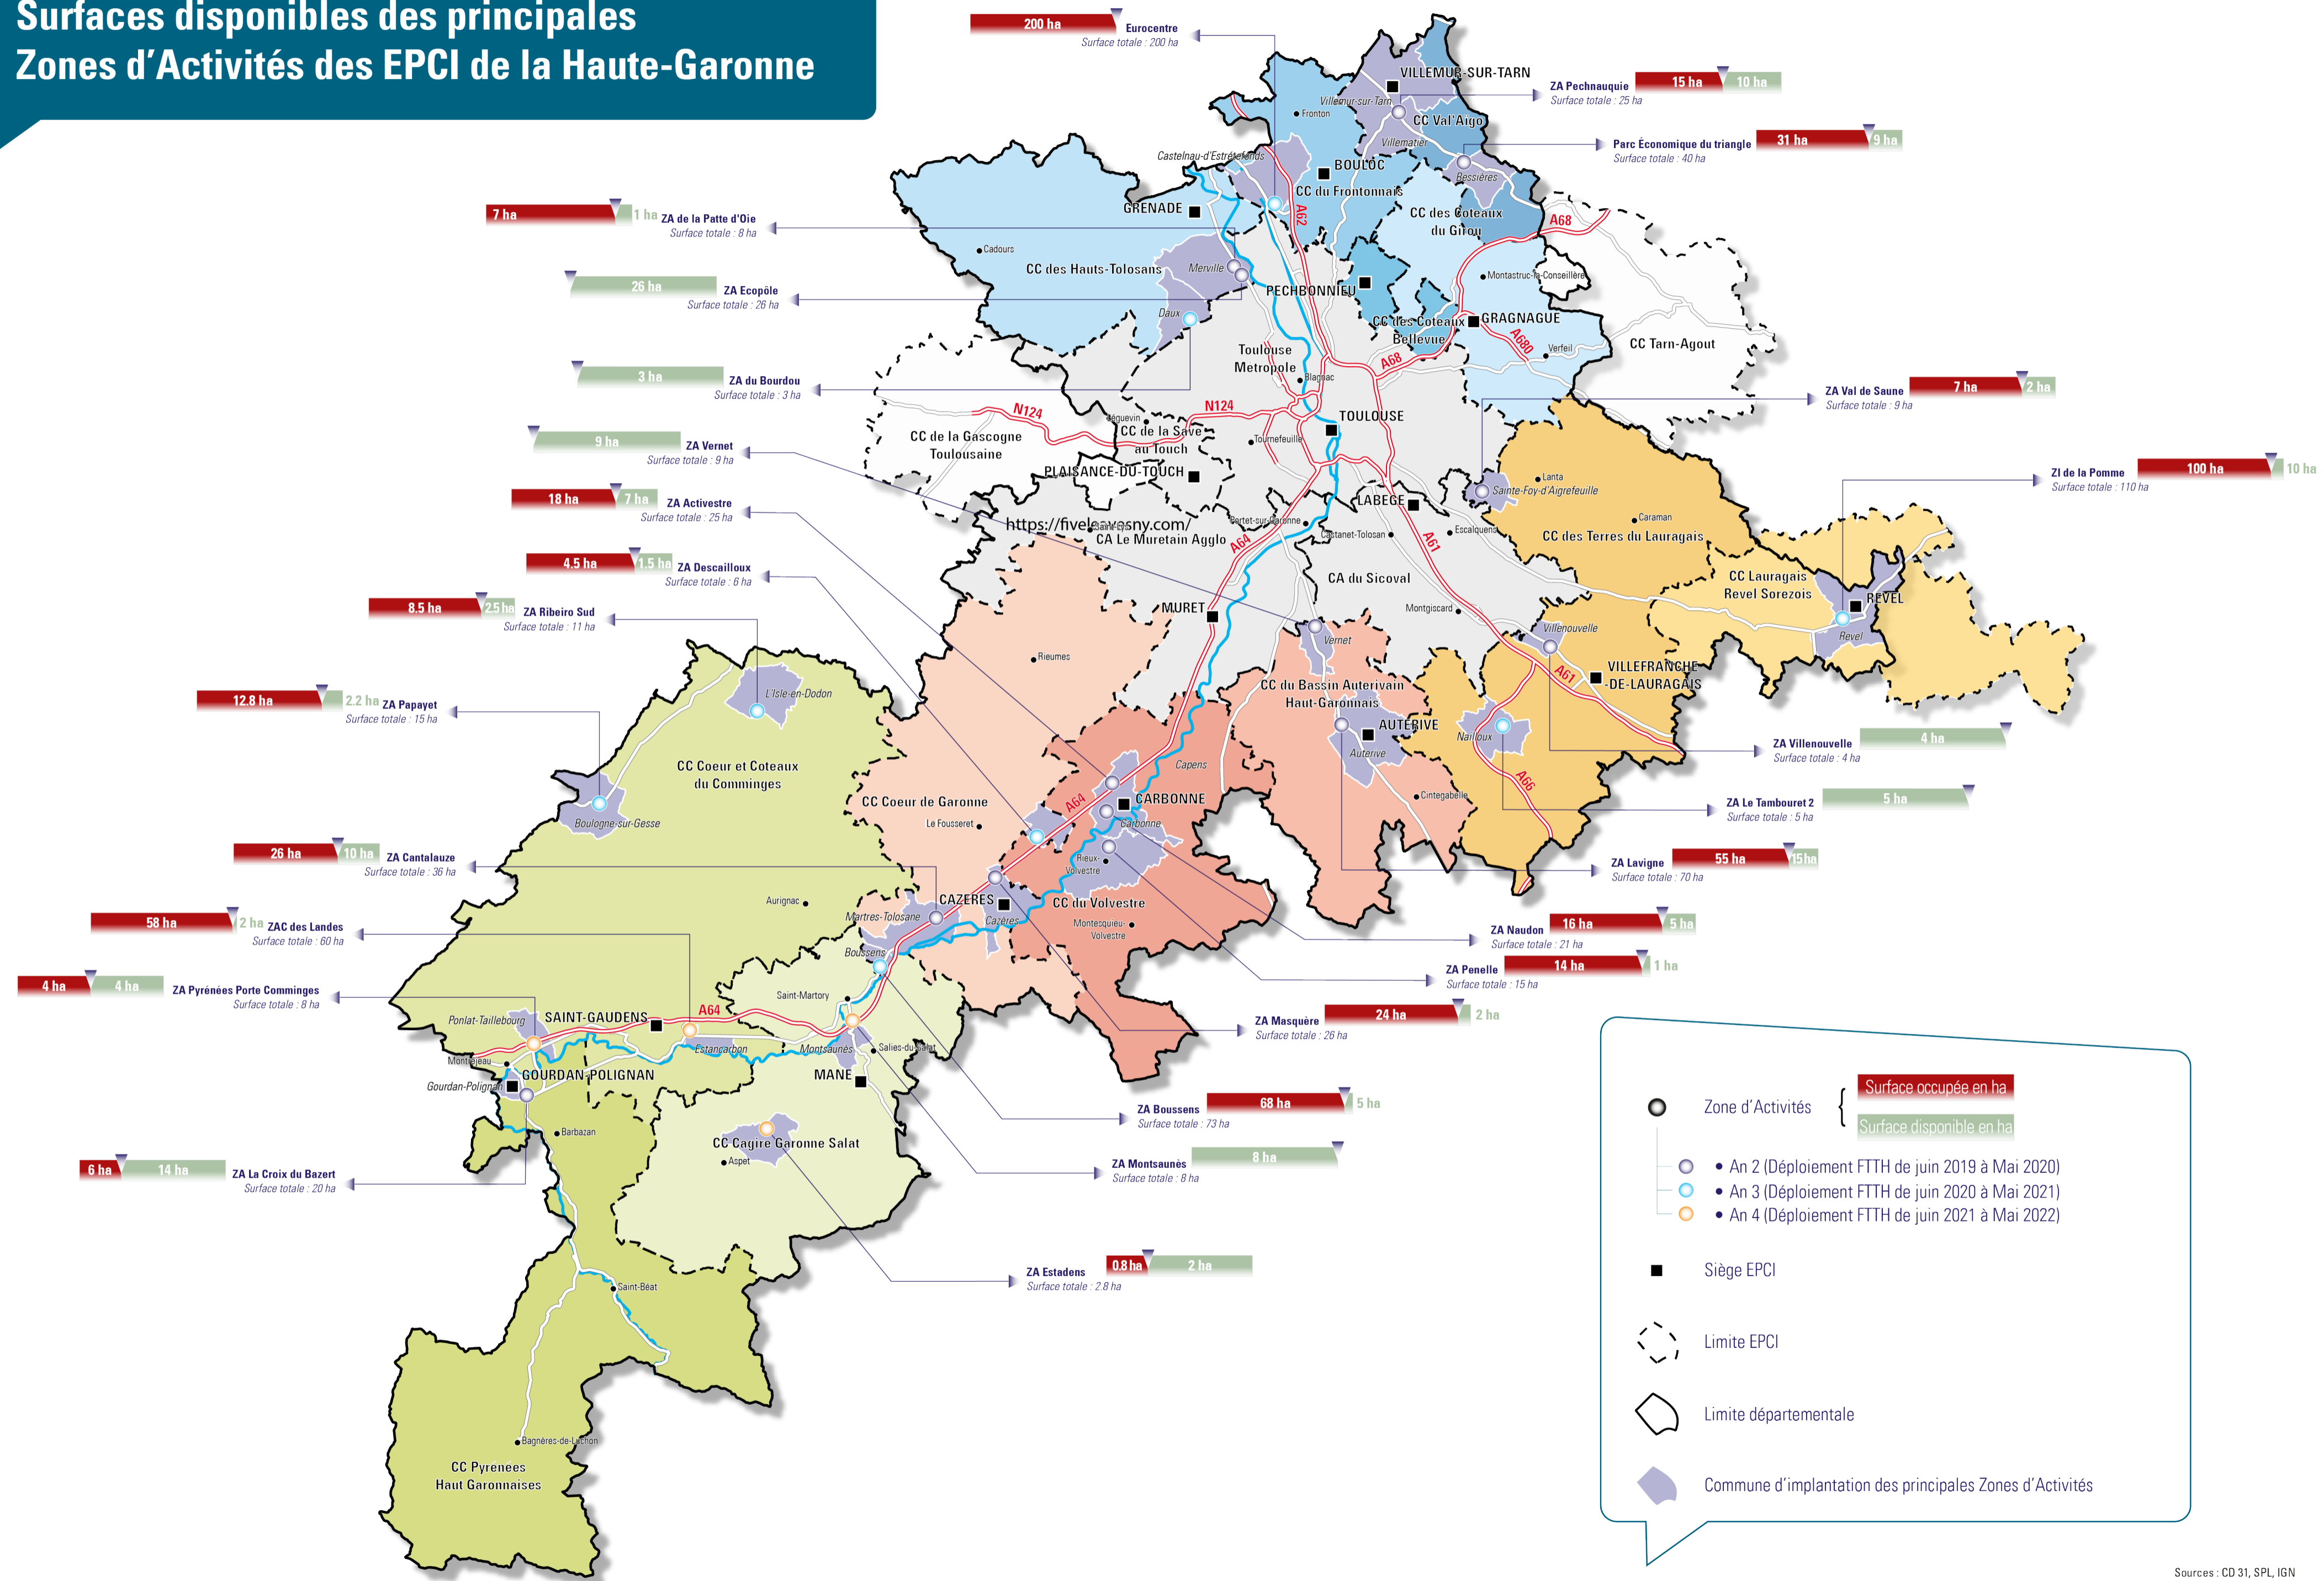 Surfaces disponibles des principales
Zones d’Activités des EPCI de la Haute-Garonne
200 ha
Eurocentre
Surface totale : 200 ha
ZA Pechnauquie
15 ha
10 ha
Surface totale : 25 ha
Parc Économique du triangle
31 ha
9 ha
Surface totale : 40 ha
7 ha
1 ha
ZA de la Patte d'Oie
Surface totale : 8 ha
26 ha
ZA Ecopôle
Surface totale : 26 ha
3 ha
ZA du Bourdou
Surface totale : 3 ha
9 ha
ZA Vernet
Surface totale : 9 ha
18 ha
7 ha
ZA Activestre
Surface totale : 25 ha
4.5 ha
1.5 ha
ZA Descailloux
Surface totale : 6 ha
8.5 ha
2.5 ha
ZA Ribeiro Sud
Surface totale : 11 ha
12.8 ha
2.2 ha
ZA Papayet
Surface totale : 15 ha
26 ha
10 ha
ZA Cantalauze
Surface totale : 36 ha
58 ha
2 ha
ZAC des Landes
Surface totale : 60 ha
4 ha
4 ha
ZA Pyrénées Porte Comminges
Surface totale : 8 ha
6 ha
14 ha
ZA La Croix du Bazert
Surface totale : 20 ha
ZA Val de Saune
7 ha
2 ha
Surface totale : 9 ha
ZI de la Pomme
100 ha
10 ha
Surface totale : 110 ha
ZA Villenouvelle
4 ha
Surface totale : 4 ha
ZA Le Tambouret 2
5 ha
Surface totale : 5 ha
ZA Lavigne
55 ha
15 ha
Surface totale : 70 ha
ZA Naudon
16 ha
5 ha
Surface totale : 21 ha
ZA Penelle
14 ha
1 ha
Surface totale : 15 ha
ZA Masquère
24 ha
2 ha
Surface totale : 26 ha
ZA Boussens
68 ha
5 ha
Surface totale : 73 ha
ZA Montsaunès
8 ha
Surface totale : 8 ha
ZA Estadens
0.8 ha
2 ha
Surface totale : 2.8 ha
VILLEMUR-SUR-TARN
Villemur-sur-Tarn
Fronton
CC Val'Aïgo
Villematier
Castelnau-d'Estrétefonds
BOULOC
Bessières
CC du Frontonnais
GRENADE
A62
CC des Coteaux
du Girou
A68
Cadours
CC des Hauts-Tolosans
Merville
Montastruc-la-Conseillère
PECHBONNIEU
Daux
CC des Coteaux
Bellevue
GRAGNAGUE
A680
Verfeil
CC Tarn-Agout
Toulouse
Metropole
A68
Blagnac
N124
N124
Léguevin
TOULOUSE
CC de la Gascogne
Toulousaine
CC de la Save
au Touch
Tournefeuille
PLAISANCE-DU-TOUCH
Lanta
Sainte-Foy-d'Aigrefeuille
LABEGE
https://fiveleavesny.com/
CA Le Muretain Agglo
Portet-sur-Garonne
Castanet-Tolosan
Escalquens
Caraman
CC des Terres du Lauragais
A64
A61
CA du Sicoval
CC Lauragais
Revel Sorezois
REVEL
Revel
MURET
Montgiscard
Villenouvelle
Vernet
Rieumes
VILLEFRANCHE
-DE-LAURAGAIS
A61
CC du Bassin Auterivain
Haut-Garonnais
L'Isle-en-Dodon
AUTERIVE
Auterive
Nailloux
CC Coeur et Coteaux
du Comminges
Capens
A66
CC Coeur de Garonne
A64
CARBONNE
Carbonne
Cintegabelle
Le Fousseret
Boulogne-sur-Gesse
Rieux-
Volvestre
Aurignac
CAZERES
Cazères
CC du Volvestre
Martres-Tolosane
Montesquieu-
Volvestre
Boussens
Saint-Martory
A64
Ponlat-Taillebourg
SAINT-GAUDENS
Estancarbon
Montsaunès
Salies-du-Salat
Montréjeau
GOURDAN-POLIGNAN
Gourdan-Polignan
MANE
Barbazan
CC Cagire Garonne Salat
Aspet
Saint-Béat
Bagnères-de-Luchon
CC Pyrenees
Haut Garonnaises
Zone d’Activités
{
Surface occupée en ha
Surface disponible en ha
• An 2 (Déploiement FTTH de juin 2019 à Mai 2020)
• An 3 (Déploiement FTTH de juin 2020 à Mai 2021)
• An 4 (Déploiement FTTH de juin 2021 à Mai 2022)
Siège EPCI
Limite EPCI
Limite départementale
Commune d’implantation des principales Zones d’Activités
Sources : CD 31, SPL, IGN